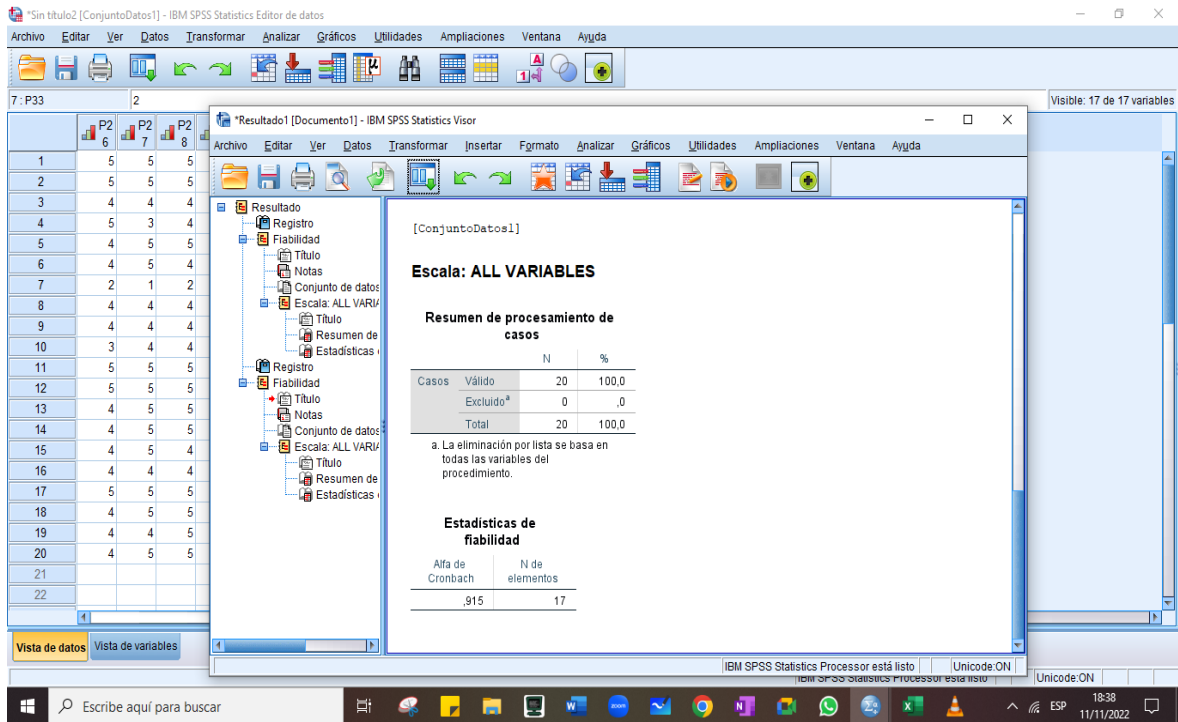 *Sin título2 [ConjuntoDatos1] - IBM SPSS Statistics Editor de datos
Archivo Editar Ver Datos Transformar Analizar Gráficos Utilidades Ampliaciones Ventana Ayuda
7 : P33 2 Visible: 17 de 17 variables
P26 P27 P28
1 5 5 5
2 5 5 5
3 4 4 4
4 5 3 4
5 4 5 5
6 4 5 4
7 2 1 2
8 4 4 4
9 4 4 4
10 3 4 4
11 5 5 5
12 5 5 5
13 4 5 5
14 4 5 5
15 4 5 4
16 4 4 4
17 5 5 5
18 4 5 5
19 4 4 5
20 4 5 5
21
22
Vista de datos Vista de variables
*Resultado1 [Documento1] - IBM SPSS Statistics Visor
Archivo Editar Ver Datos Transformar Insertar Formato Analizar Gráficos Utilidades Ampliaciones Ventana Ayuda
Resultado
Registro
Fiabilidad
Título
Notas
Conjunto de datos
Escala: ALL VARIA
Título
Resumen de
Estadísticas
Registro
Fiabilidad
Título
Notas
Conjunto de datos
Escala: ALL VARIA
Título
Resumen de
Estadísticas
[ConjuntoDatos1]
Escala: ALL VARIABLES
Resumen de procesamiento de
casos
N %
Casos Válido 20 100,0
Excluido a 0 ,0
Total 20 100,0
a. La eliminación por lista se basa en
todas las variables del
procedimiento.
Estadísticas de
fiabilidad
Alfa de N de
Cronbach elementos
,915 17
IBM SPSS Statistics Processor está listo Unicode:ON
IBM SPSS Statistics Processor está listo Unicode:ON
Escribe aquí para buscar
ESP
18:38
11/11/2022